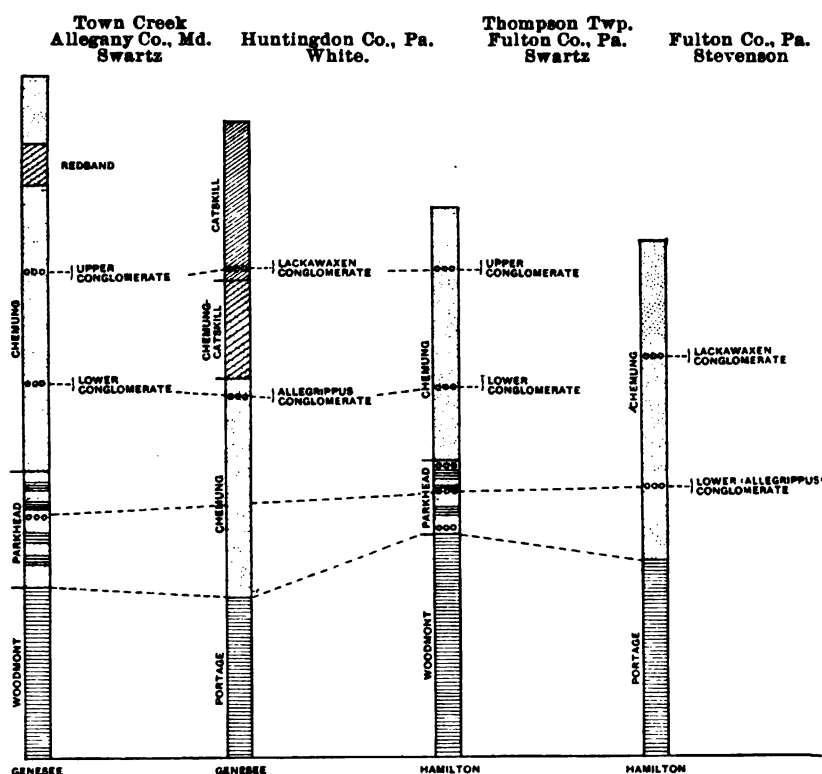 Town Creek
Allegany Co., Md.
Swartz
Huntingdon Co., Pa.
White.
Thompson Twp.
Fulton Co., Pa.
Swartz
Fulton Co., Pa.
Stevenson
REDBAND
UPPER
CONGLOMERATE
CHEMUNG
LOWER
CONGLOMERATE
PARKHEAD
WOODMONT
GENESEE
CATSKILL
LACKAWAXEN
CONGLOMERATE
CHEMUNG-
CATSKILL
ALLEGRIPPUS
CONGLOMERATE
CHEMUNG
PORTAGE
GENESEE
UPPER
CONGLOMERATE
CHEMUNG
LOWER
CONGLOMERATE
PARKHEAD
WOODMONT
HAMILTON
LACKAWAXEN
CONGLOMERATE
CHEMUNG
LOWER (ALLEGRIPPUS)
CONGLOMERATE
PORTAGE
HAMILTON